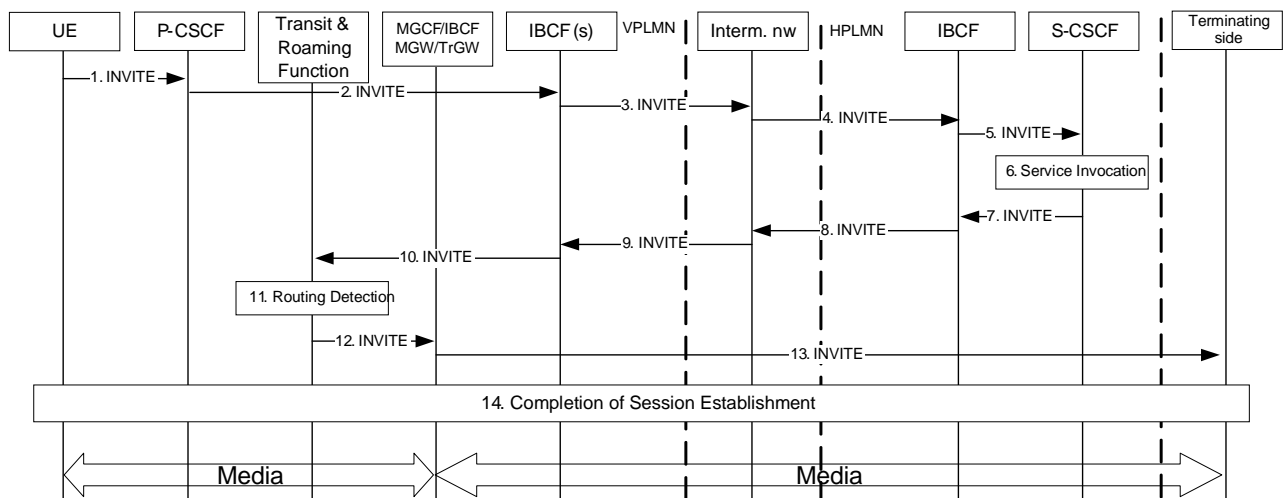 UE
P-CSCF
Transit &
Roaming
Function
MGCF/IBCF
MGW/TrGW
IBCF(s)
VPLMN
Interm. nw
HPLMN
IBCF
S-CSCF
Terminating
side
1. INVITE
2. INVITE
3. INVITE
4. INVITE
5. INVITE
6. Service Invocation
7. INVITE
8. INVITE
9. INVITE
10. INVITE
11. Routing Detection
12. INVITE
13. INVITE
14. Completion of Session Establishment
Media
Media